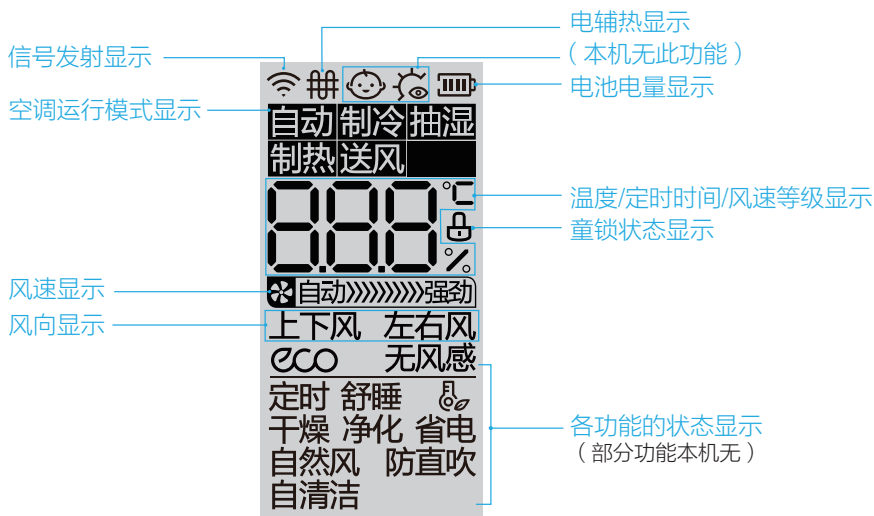 电辅热显示
（本机无此功能）
信号发射显示
电池电量显示
空调运行模式显示
自动 制冷 抽湿
制热 送风
8.8.8 ℃
%
温度/定时时间/风速等级显示
童锁状态显示
风速显示
自动》》》》》强劲
风向显示
上下风 左右风
eco 无风感
定时 舒睡
干燥 净化 省电
自然风 防直吹
自清洁
各功能的状态显示
（部分功能本机无）